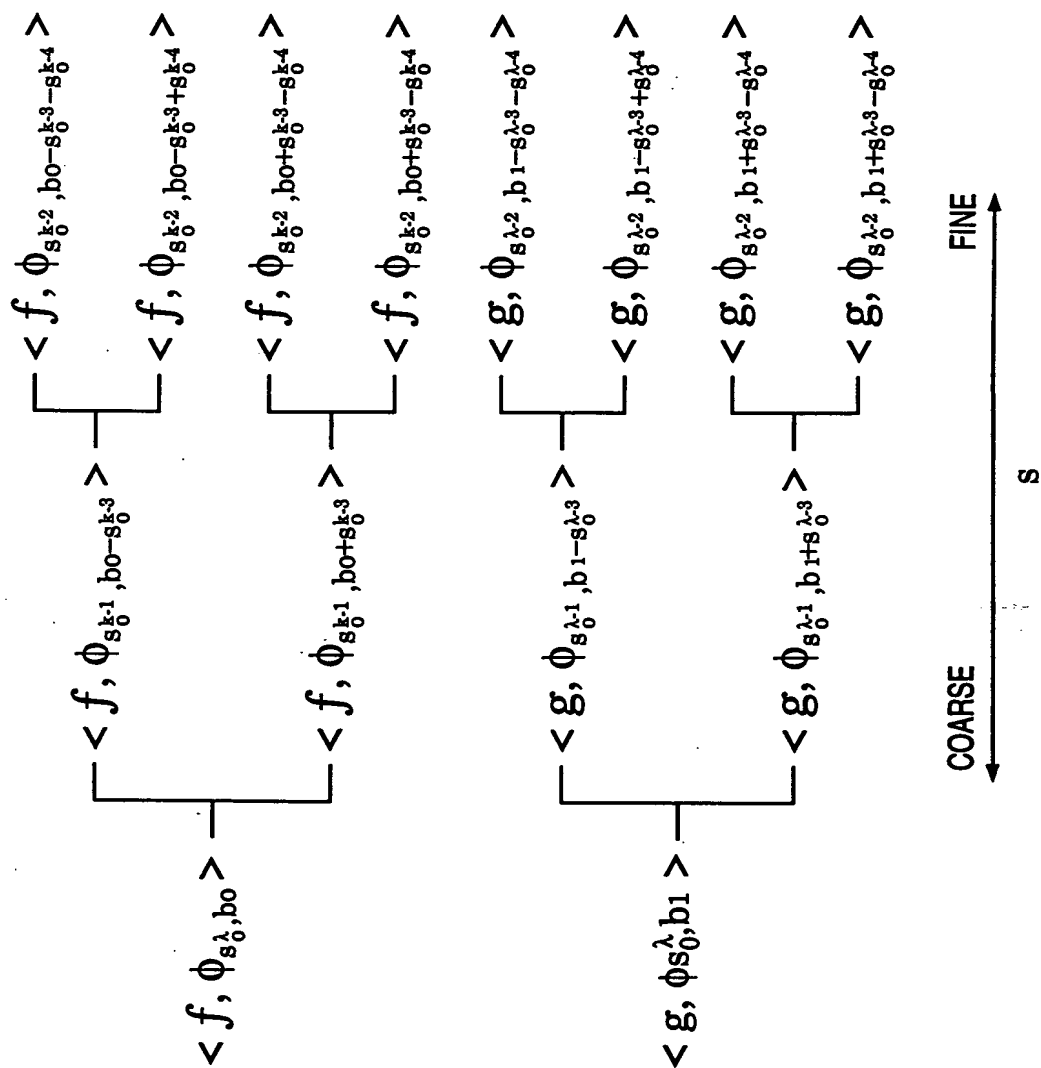 < f, ϕ_{s_0^{k-2}, b0−s_0^{k-3}−s_0^{k-4}} >
< f, ϕ_{s_0^{k-1}, b0−s_0^{k-3}} >
< f, ϕ_{s_0^{k-2}, b0−s_0^{k-3}+s_0^{k-4}} >
< f, ϕ_{s_0^λ, b0} >
< f, ϕ_{s_0^{k-2}, b0+s_0^{k-3}−s_0^{k-4}} >
< f, ϕ_{s_0^{k-1}, b0+s_0^{k-3}} >
< f, ϕ_{s_0^{k-2}, b0+s_0^{k-3}−s_0^{k-4}} >
< g, ϕ_{s_0^{λ-2}, b1−s_0^{λ-3}−s_0^{λ-4}} >
< g, ϕ_{s_0^{λ-1}, b1−s_0^{λ-3}} >
< g, ϕ_{s_0^{λ-2}, b1−s_0^{λ-3}+s_0^{λ-4}} >
< g, ϕs_0^λ, b1 >
< g, ϕ_{s_0^{λ-2}, b1+s_0^{λ-3}−s_0^{λ-4}} >
< g, ϕ_{s_0^{λ-1}, b1+s_0^{λ-3}} >
< g, ϕ_{s_0^{λ-2}, b1+s_0^{λ-3}−s_0^{λ-4}} >
COARSE FINE
s